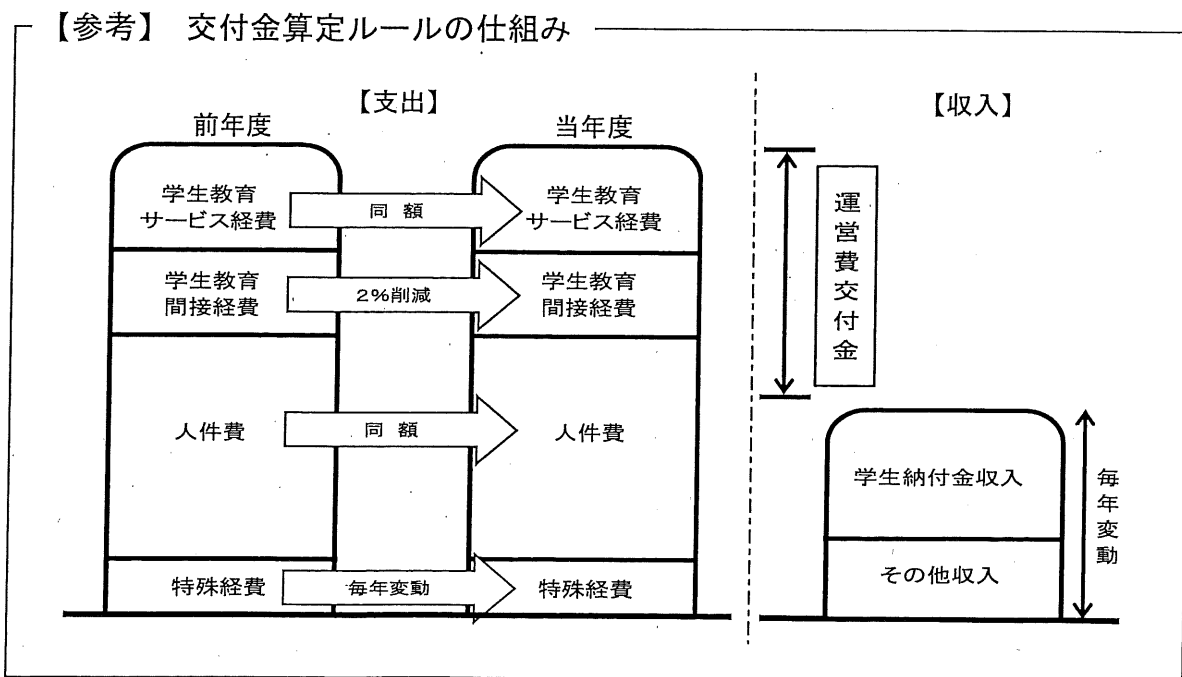 【参考】 交付金算定ルールの仕組み
【支出】
【収入】
前年度
当年度
学生教育
サービス経費
同 額
学生教育
サービス経費
学生教育
間接経費
2%削減
学生教育
間接経費
人件費
同 額
人件費
特殊経費
毎年変動
特殊経費
運営費交付金
学生納付金収入
その他収入
毎年変動